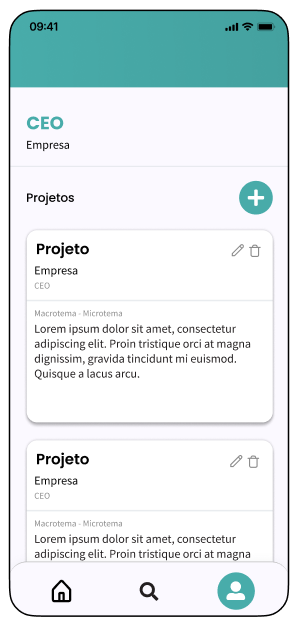 09:41
CEO
Empresa
Projetos
Projeto
Empresa
CEO
Macrotema - Microtema
Lorem ipsum dolor sit amet, consectetur
adipiscing elit. Proin tristique orci at magna
dignissim, gravida tincidunt mi euismod.
Quisque a lacus arcu.
Projeto
Empresa
CEO
Macrotema - Microtema
Lorem ipsum dolor sit amet, consectetur
adipiscing elit. Proin tristique orci at magna